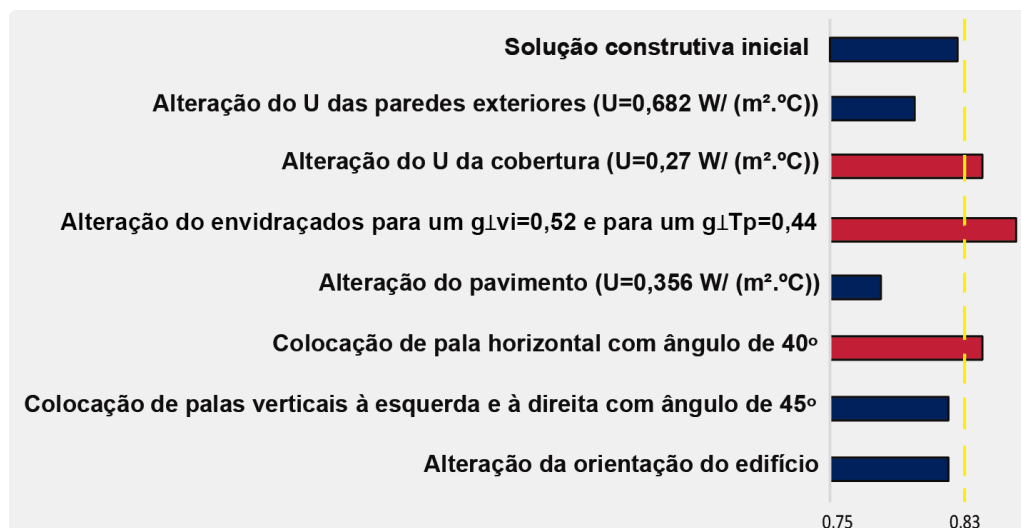 Solução construtiva inicial
Alteração do U das paredes exteriores (U=0,682 W/ (m².ºC))
Alteração do U da cobertura (U=0,27 W/ (m².ºC))
Alteração do envidraçados para um g⊥vi=0,52 e para um g⊥Tp=0,44
Alteração do pavimento (U=0,356 W/ (m².ºC))
Colocação de pala horizontal com ângulo de 40º
Colocação de palas verticais à esquerda e à direita com ângulo de 45º
Alteração da orientação do edifício
0.75 0.83